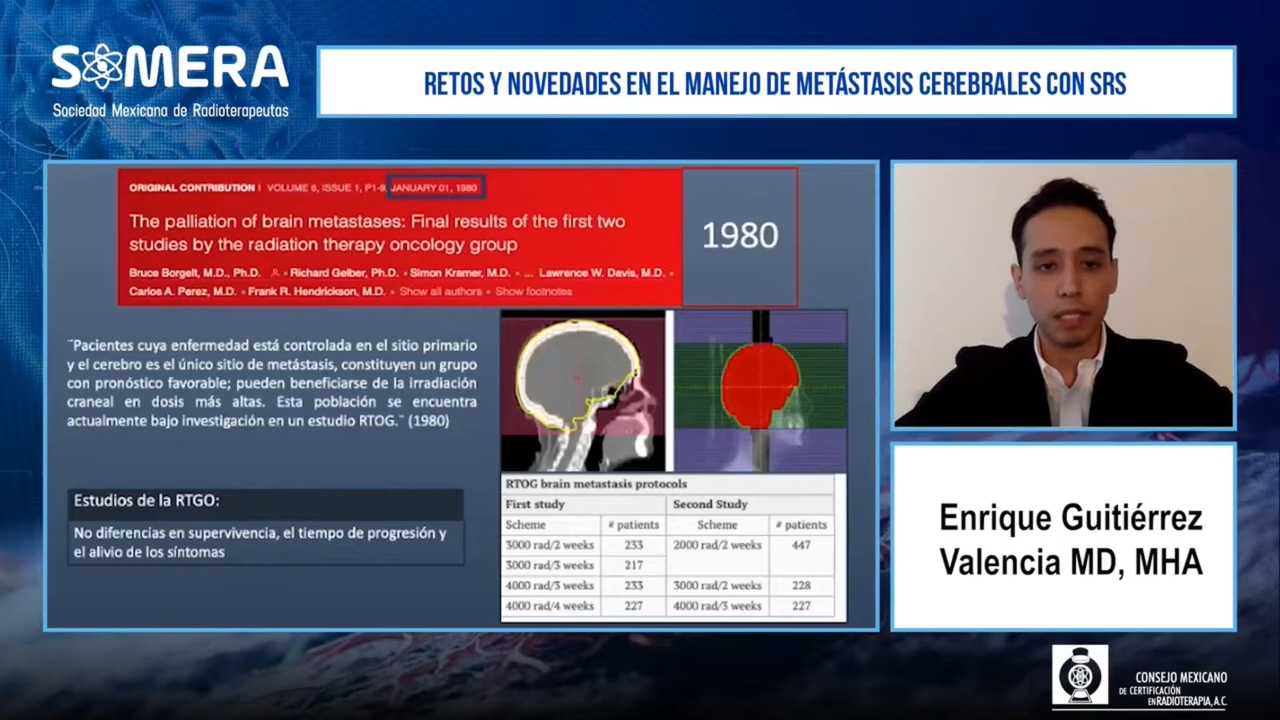 SOMERA
Sociedad Mexicana de Radioterapeutas
RETOS Y NOVEDADES EN EL MANEJO DE METÁSTASIS CEREBRALES CON SRS
ORIGINAL CONTRIBUTION | VOLUME 6, ISSUE 1, P1-9, JANUARY 01, 1980
The palliation of brain metastases: Final results of the first two
studies by the radiation therapy oncology group
Bruce Borgelt, M.D., Ph.D. • Richard Gelber, Ph.D. • Simon Kramer, M.D. • ... Lawrence W. Davis, M.D. •
Carlos A. Perez, M.D. • Frank R. Hendrickson, M.D. • Show all authors • Show footnotes
1980
¨Pacientes cuya enfermedad está controlada en el sitio primario
y el cerebro es el único sitio de metástasis, constituyen un grupo
con pronóstico favorable; pueden beneficiarse de la irradiación
craneal en dosis más altas. Esta población se encuentra
actualmente bajo investigación en un estudio RTOG.¨ (1980)
Estudios de la RTGO:
No diferencias en supervivencia, el tiempo de progresión y
el alivio de los síntomas
RTOG brain metastasis protocols
First study Second Study
Scheme # patients Scheme # patients
3000 rad/2 weeks 233 2000 rad/2 weeks 447
3000 rad/3 weeks 217
4000 rad/3 weeks 233 3000 rad/2 weeks 228
4000 rad/4 weeks 227 4000 rad/3 weeks 227
Enrique Guitiérrez
Valencia MD, MHA
CONSEJO MEXICANO
DE CERTIFICACIÓN
EN RADIOTERAPIA, A.C.